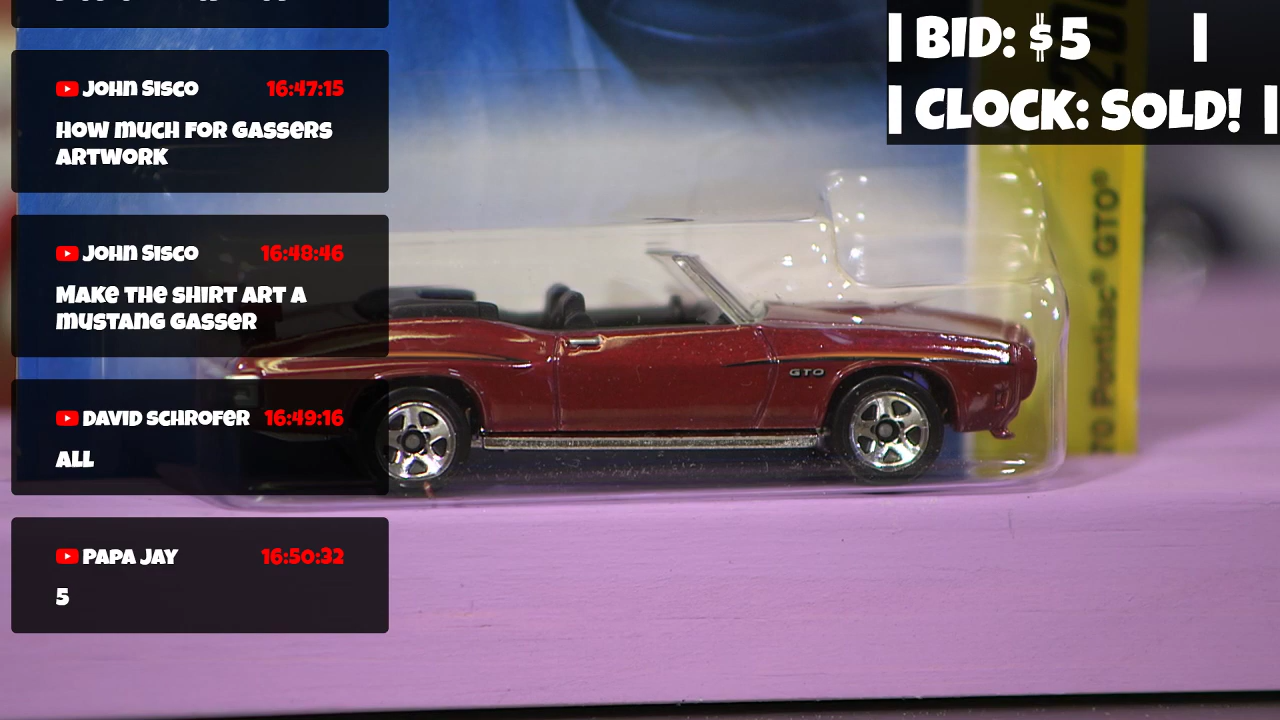 | BID: $5 |
| CLOCK: SOLD! |
John Sisco 16:47:15
How much for gassers
artwork
John Sisco 16:48:46
Make the shirt art a
mustang gasser
David Schrofer 16:49:16
All
Papa Jay 16:50:32
5
GTO
70 Pontiac® GTO®